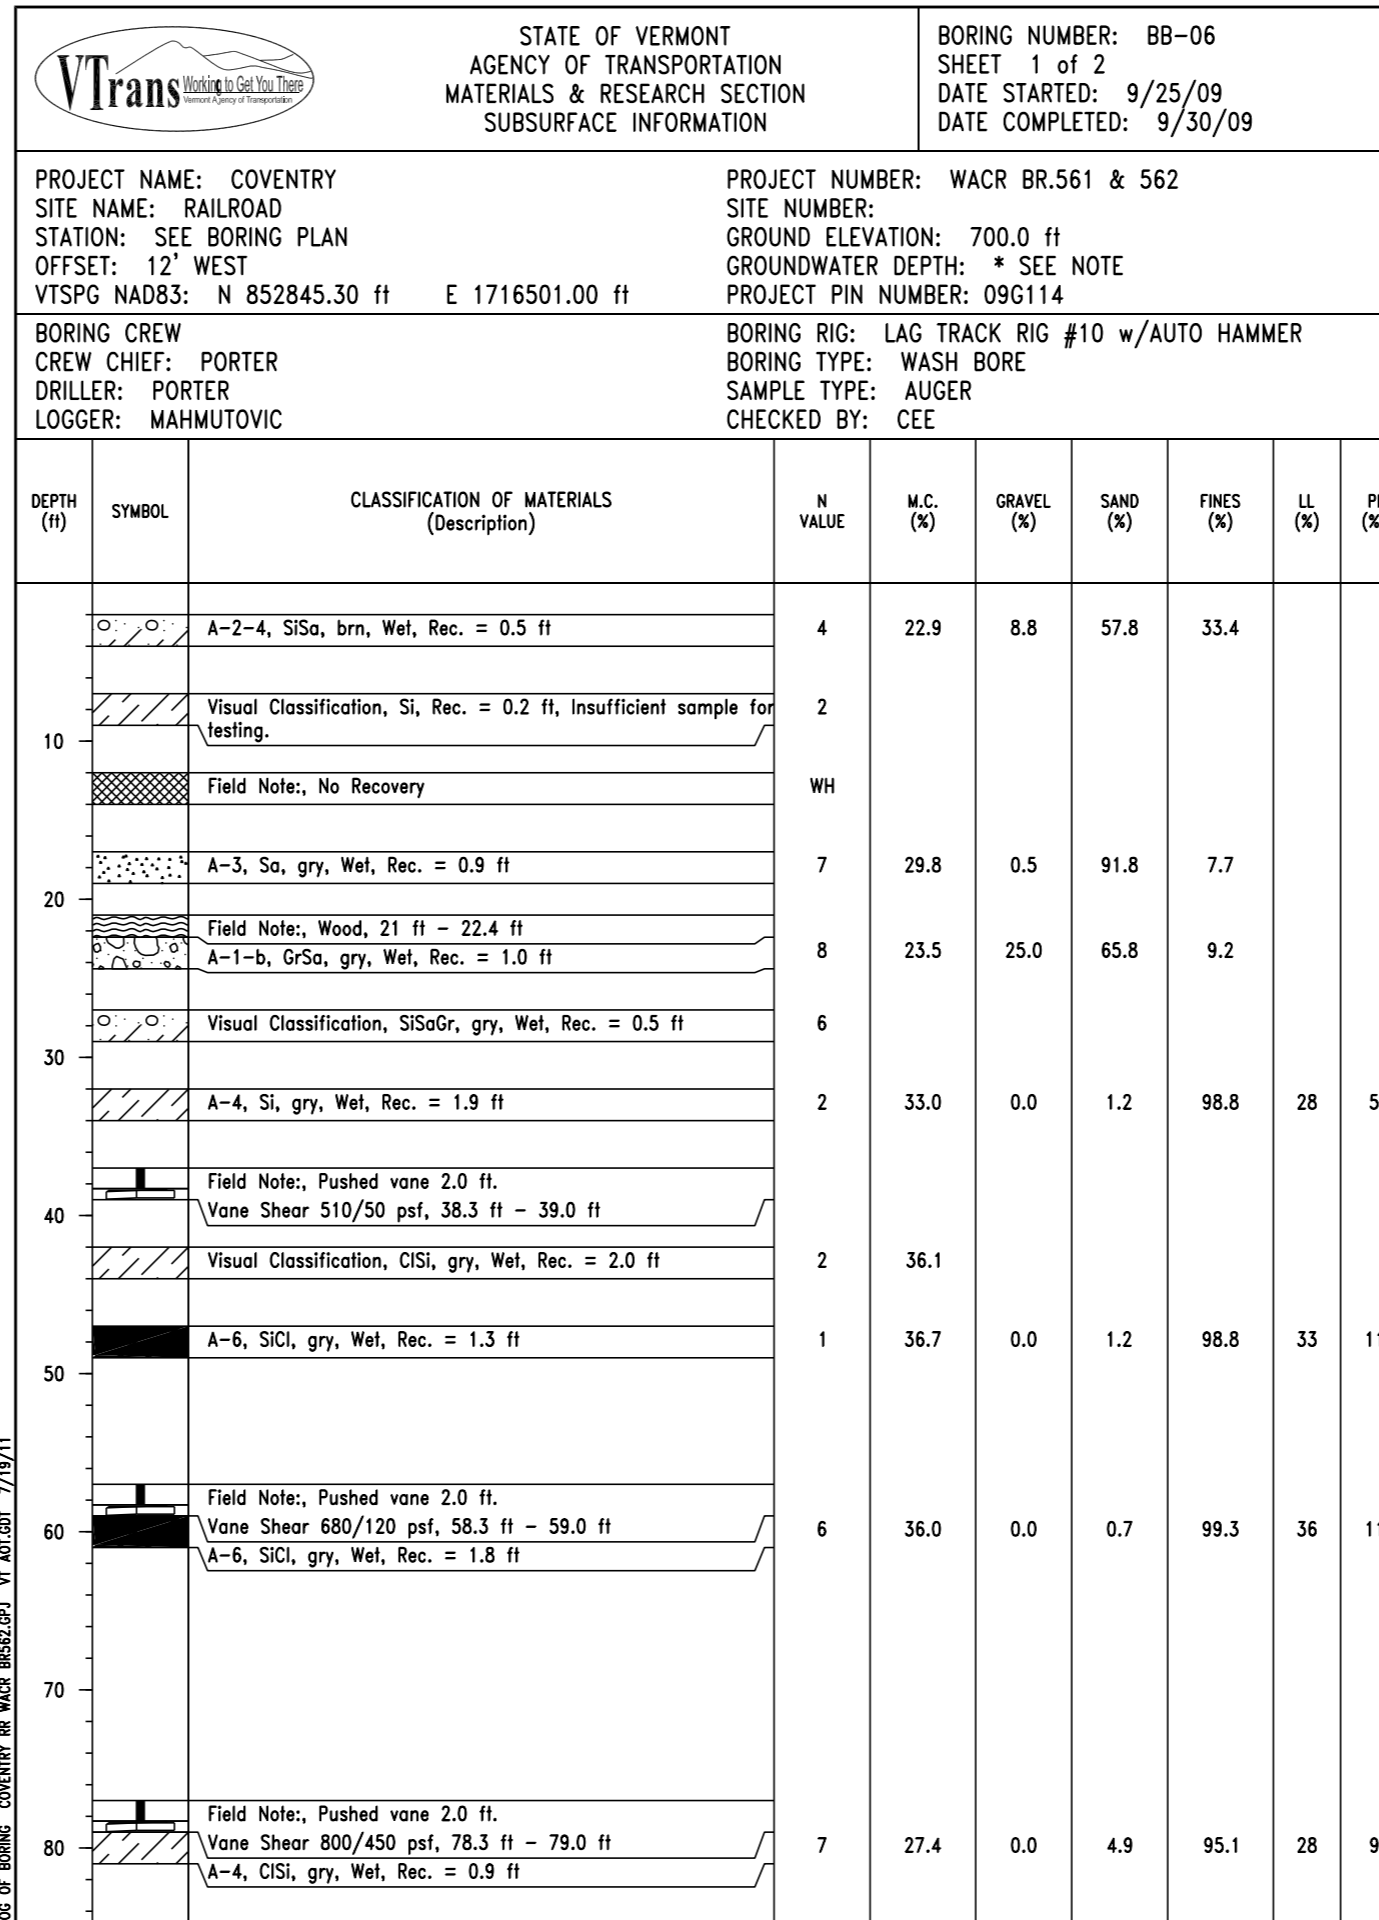 VTrans Working to Get You There
Vermont Agency of Transportation
STATE OF VERMONT
AGENCY OF TRANSPORTATION
MATERIALS & RESEARCH SECTION
SUBSURFACE INFORMATION
BORING NUMBER: BB-06
SHEET 1 of 2
DATE STARTED: 9/25/09
DATE COMPLETED: 9/30/09
PROJECT NAME: COVENTRY
SITE NAME: RAILROAD
STATION: SEE BORING PLAN
OFFSET: 12' WEST
VTSPG NAD83: N 852845.30 ft E 1716501.00 ft
PROJECT NUMBER: WACR BR.561 & 562
SITE NUMBER:
GROUND ELEVATION: 700.0 ft
GROUNDWATER DEPTH: * SEE NOTE
PROJECT PIN NUMBER: 09G114
BORING CREW
CREW CHIEF: PORTER
DRILLER: PORTER
LOGGER: MAHMUTOVIC
BORING RIG: LAG TRACK RIG #10 w/AUTO HAMMER
BORING TYPE: WASH BORE
SAMPLE TYPE: AUGER
CHECKED BY: CEE
DEPTH (ft) SYMBOL CLASSIFICATION OF MATERIALS (Description) N VALUE M.C. (%) GRAVEL (%) SAND (%) FINES (%) LL (%)
A-2-4, SiSa, brn, Wet, Rec. = 0.5 ft 4 22.9 8.8 57.8 33.4
Visual Classification, Si, Rec. = 0.2 ft, Insufficient sample for 2
testing.
10
Field Note:, No Recovery WH
A-3, Sa, gry, Wet, Rec. = 0.9 ft 7 29.8 0.5 91.8 7.7
20
Field Note:, Wood, 21 ft - 22.4 ft
A-1-b, GrSa, gry, Wet, Rec. = 1.0 ft 8 23.5 25.0 65.8 9.2
Visual Classification, SiSaGr, gry, Wet, Rec. = 0.5 ft 6
30
A-4, Si, gry, Wet, Rec. = 1.9 ft 2 33.0 0.0 1.2 98.8 28 5
Field Note:, Pushed vane 2.0 ft.
40 Vane Shear 510/50 psf, 38.3 ft - 39.0 ft
Visual Classification, ClSi, gry, Wet, Rec. = 2.0 ft 2 36.1
A-6, SiCl, gry, Wet, Rec. = 1.3 ft 1 36.7 0.0 1.2 98.8 33
50
Field Note:, Pushed vane 2.0 ft.
60 Vane Shear 680/120 psf, 58.3 ft - 59.0 ft 6 36.0 0.0 0.7 99.3 36
A-6, SiCl, gry, Wet, Rec. = 1.8 ft
70
Field Note:, Pushed vane 2.0 ft.
80 Vane Shear 800/450 psf, 78.3 ft - 79.0 ft 7 27.4 0.0 4.9 95.1 28 9
A-4, ClSi, gry, Wet, Rec. = 0.9 ft
OF BORING COVENTRY RR WACR BR562.GPJ VT AOT.GDT 7/19/11